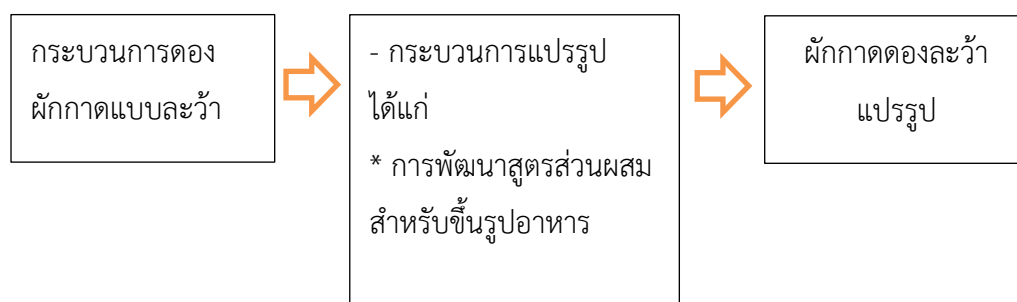 กระบวนการดอง
ผักกาดแบบละว้า
- กระบวนการแปรรูป
ได้แก่
* การพัฒนาสูตรส่วนผสม
สำหรับขึ้นรูปอาหาร
ผักกาดดองละว้า
แปรรูป